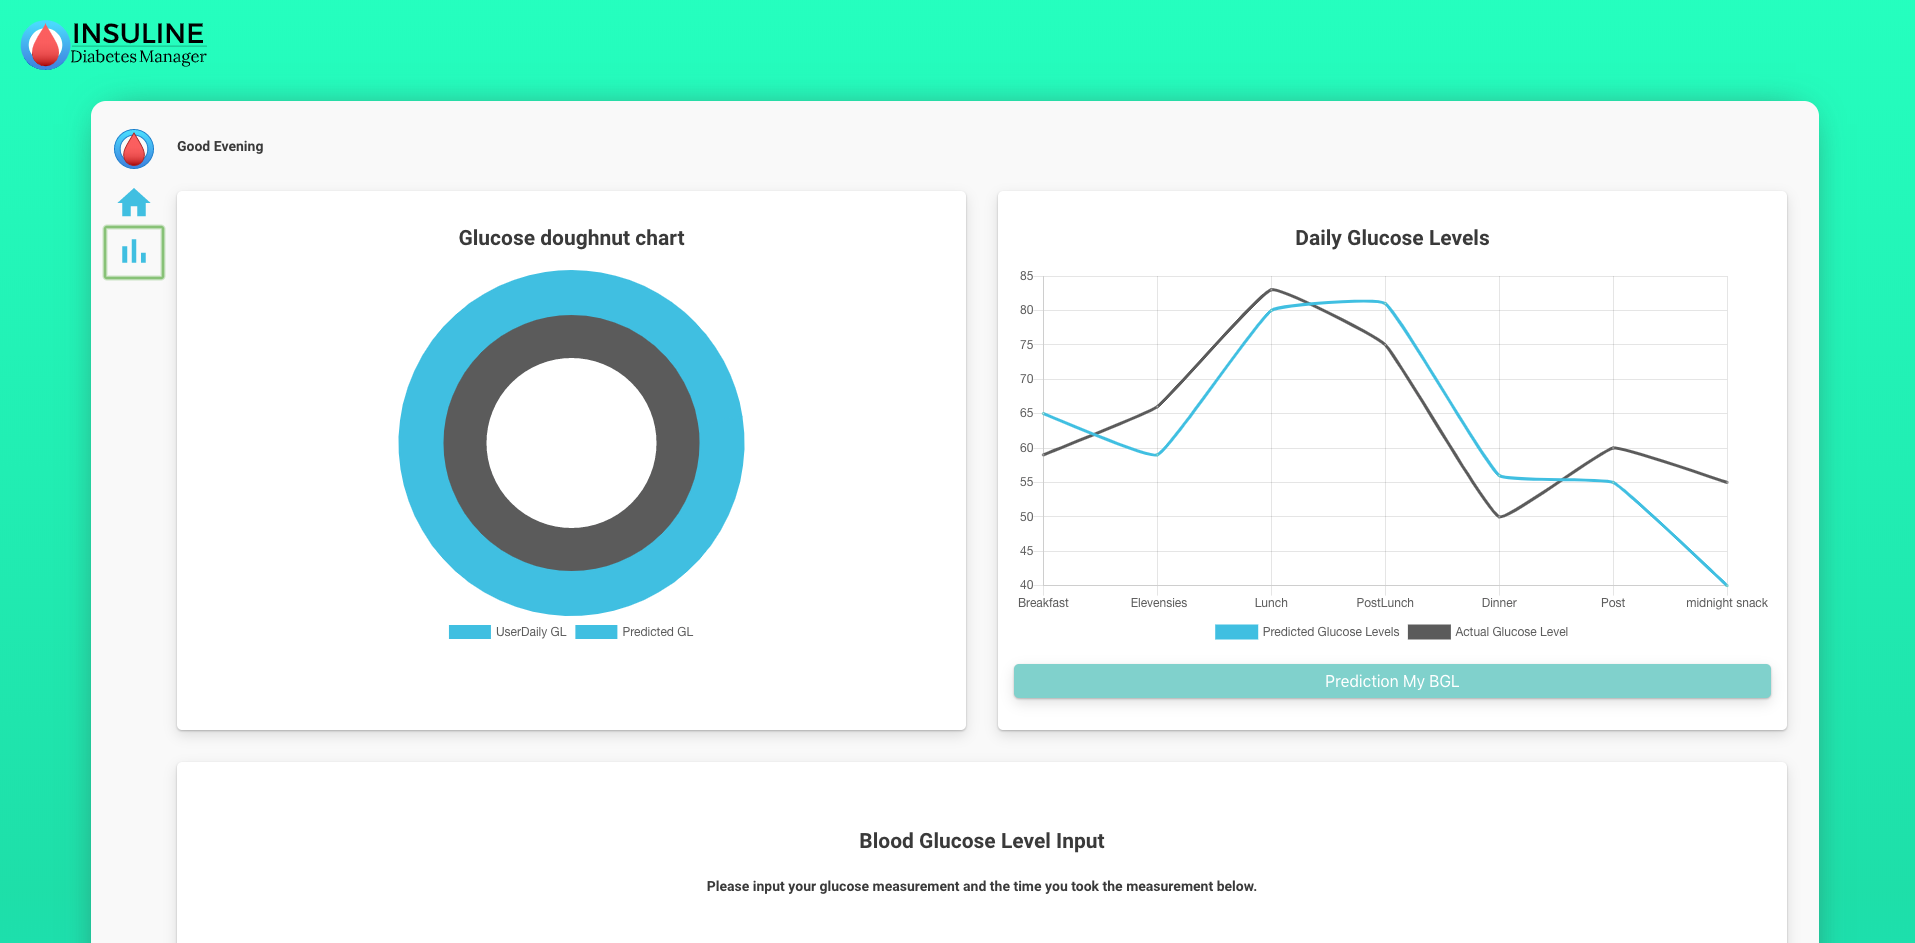 INSULINE
Diabetes Manager
Good Evening
Glucose doughnut chart
UserDaily GL Predicted GL
Daily Glucose Levels
85
80
75
70
65
60
55
50
45
40
Breakfast Elevensies Lunch PostLunch Dinner Post midnight snack
Predicted Glucose Levels Actual Glucose Level
Prediction My BGL
Blood Glucose Level Input
Please input your glucose measurement and the time you took the measurement below.